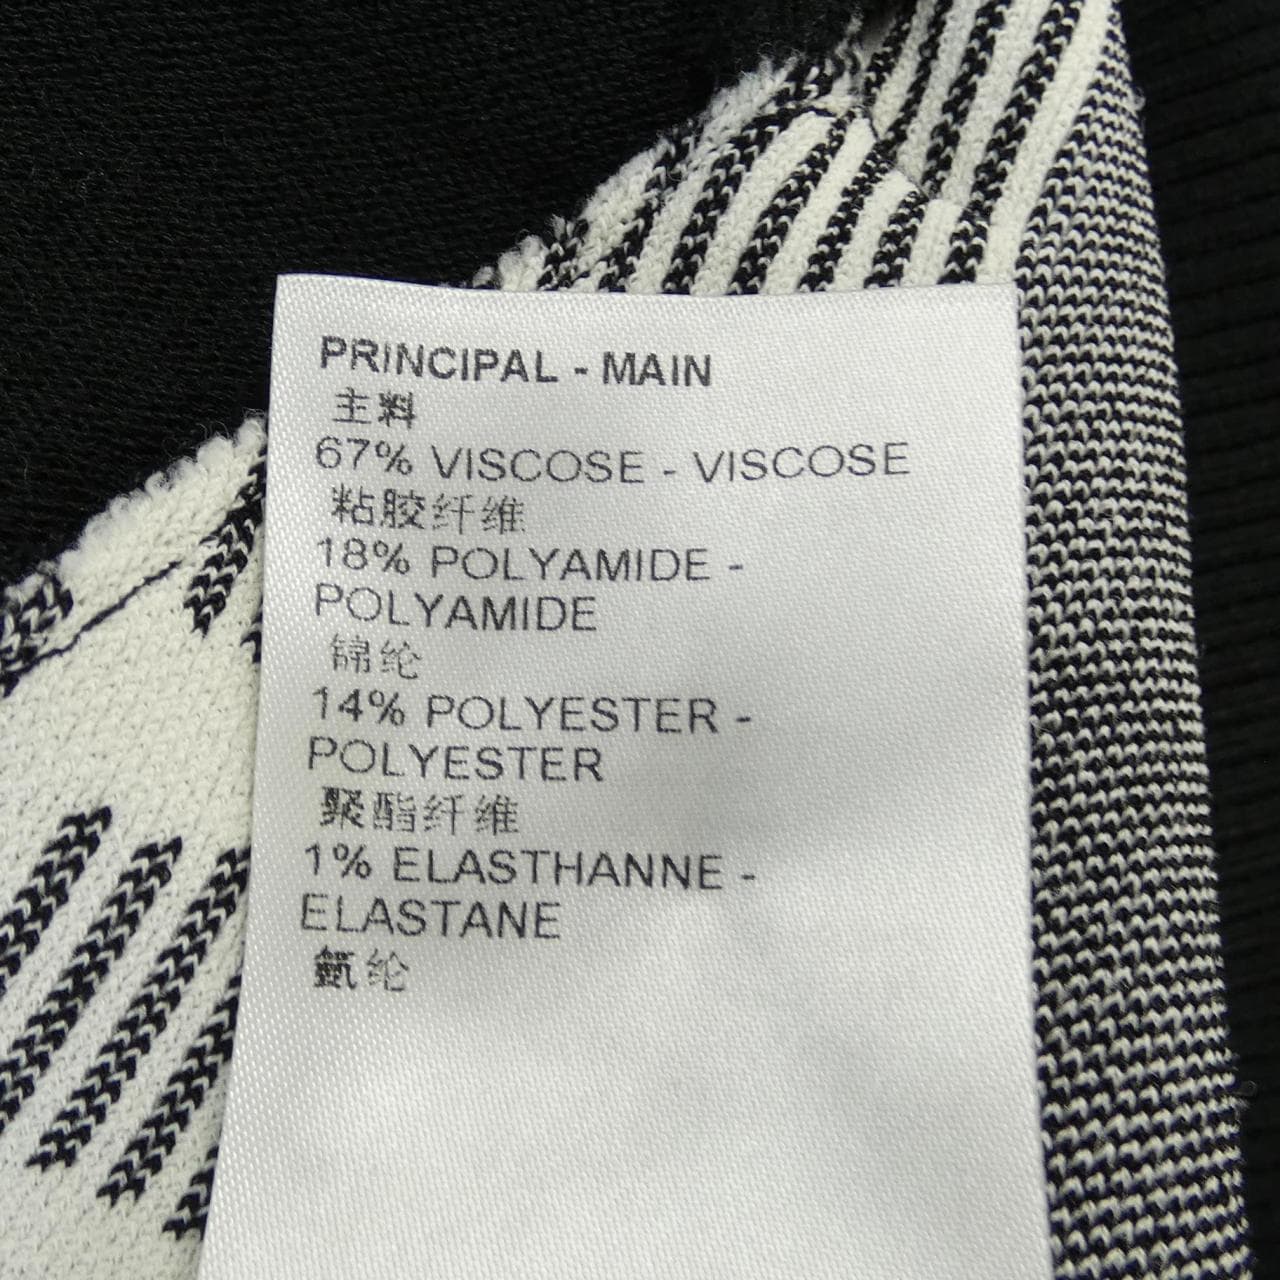 PRINCIPAL - MAIN
主料
67% VISCOSE - VISCOSE
粘胶纤维
18% POLYAMIDE -
POLYAMIDE
锦纶
14% POLYESTER -
POLYESTER
聚酯纤维
1% ELASTHANNE -
ELASTANE
氨纶